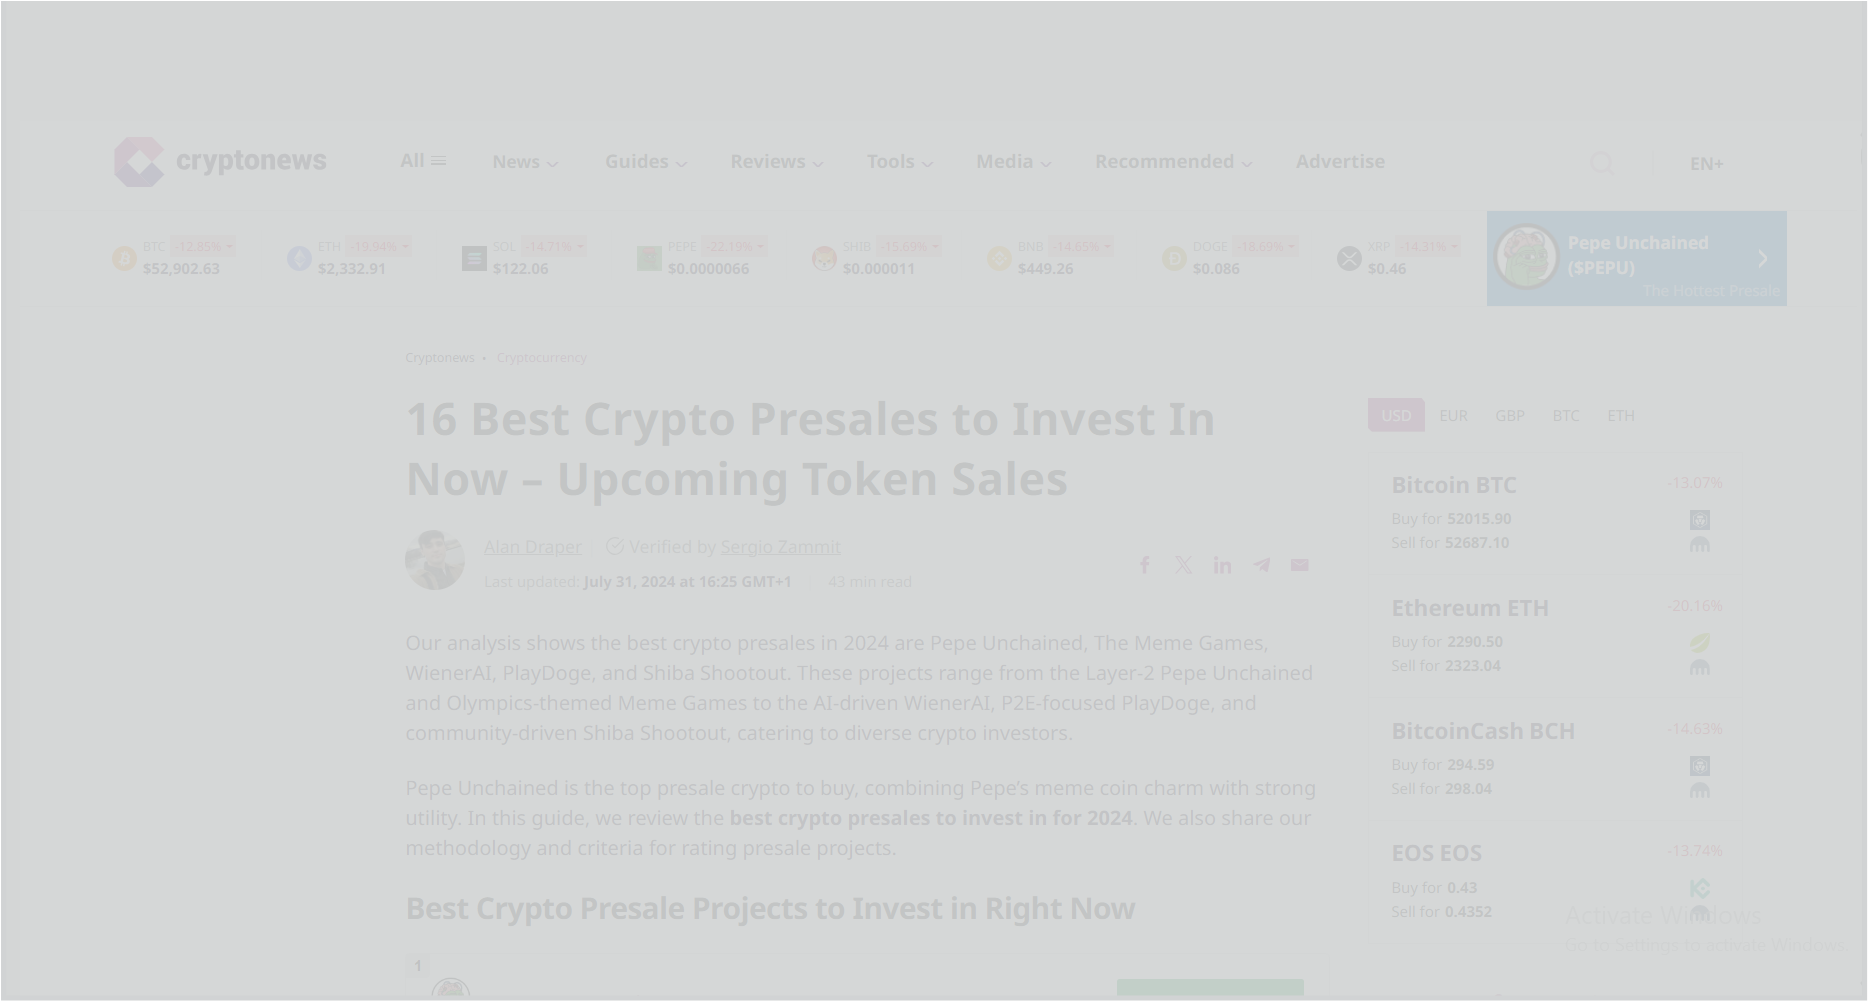 cryptonews
All
News
Guides
Reviews
Tools
Media
Recommended
Advertise
EN+
BTC -12.85%
$52,902.63
ETH -19.04%
$2,332.91
SOL -14.71%
$122.06
PEPE -22.19%
$0.0000066
SHIB -15.69%
$0.000011
BNB -14.65%
$449.26
DOGE -18.69%
$0.086
XRP -14.31%
$0.46
Pepe Unchained
($PEPU)
The Hottest Presale
Cryptonews • Cryptocurrency
16 Best Crypto Presales to Invest In
Now – Upcoming Token Sales
Alan Draper Verified by Sergio Zammit
Last updated: July 31, 2024 at 16:25 GMT+1 43 min read
Our analysis shows the best crypto presales in 2024 are Pepe Unchained, The Meme Games,
WienerAI, PlayDoge, and Shiba Shootout. These projects range from the Layer-2 Pepe Unchained
and Olympics-themed Meme Games to the AI-driven WienerAI, P2E-focused PlayDoge, and
community-driven Shiba Shootout, catering to diverse crypto investors.
Pepe Unchained is the top presale crypto to buy, combining Pepe's meme coin charm with strong
utility. In this guide, we review the best crypto presales to invest in for 2024. We also share our
methodology and criteria for rating presale projects.
Best Crypto Presale Projects to Invest in Right Now
1
USD EUR GBP BTC ETH
Bitcoin BTC -13.07%
Buy for 52015.90
Sell for 52687.10
Ethereum ETH -20.16%
Buy for 2290.50
Sell for 2323.04
BitcoinCash BCH -14.63%
Buy for 294.59
Sell for 298.04
EOS EOS -13.74%
Buy for 0.43
Sell for 0.4352
Activate Windows
Go to Settings to activate Windows.